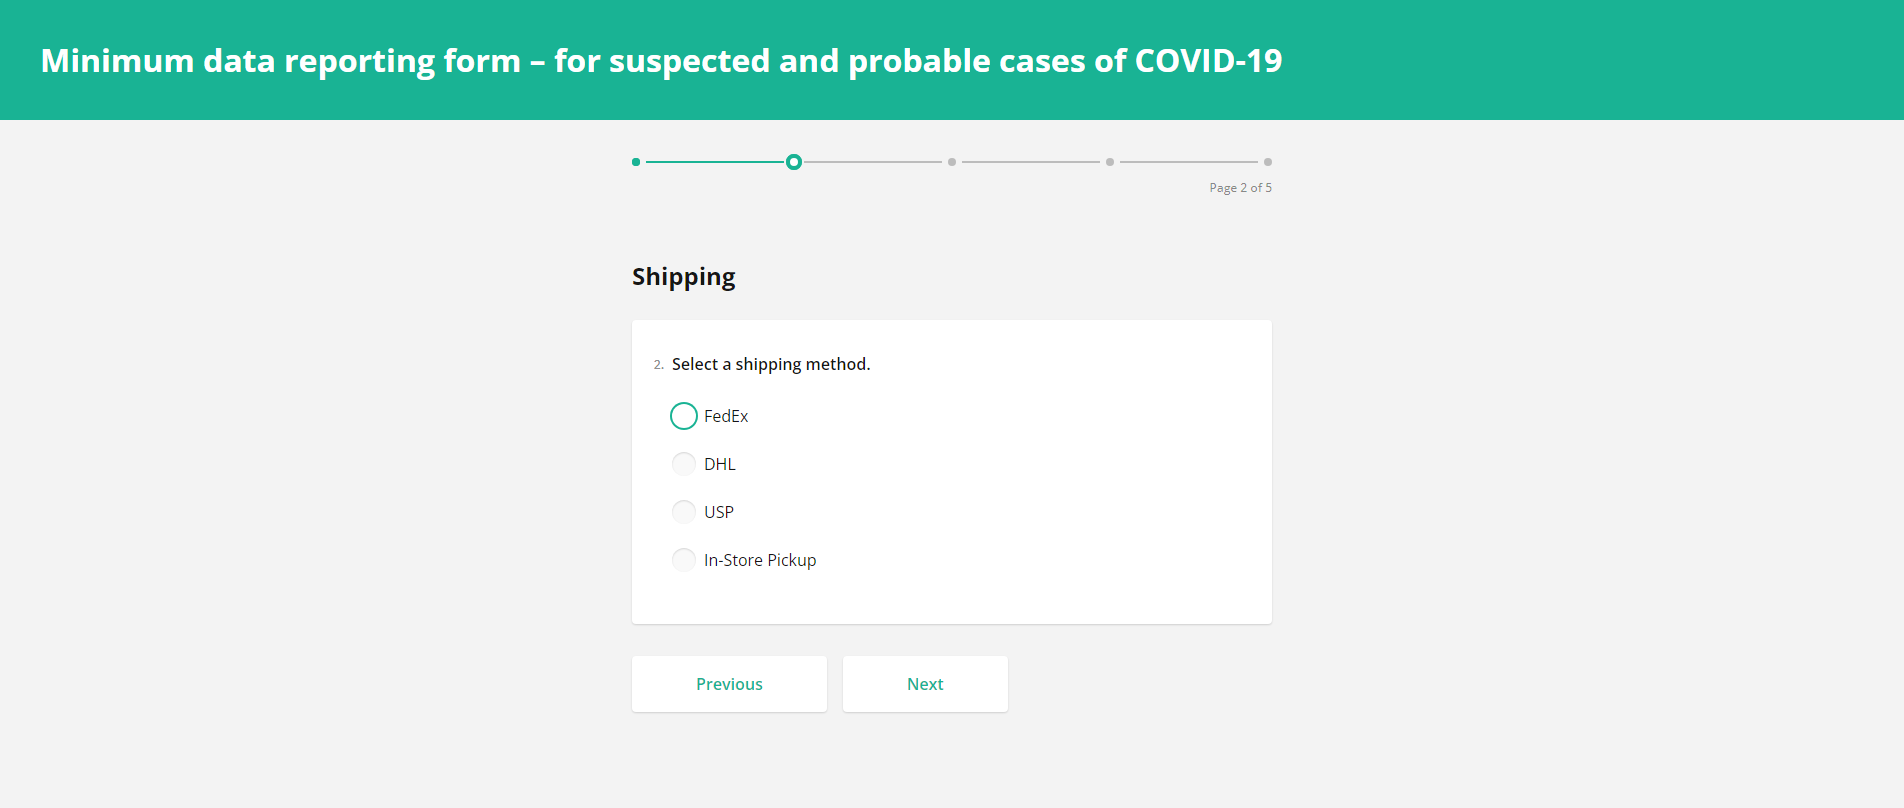 Minimum data reporting form – for suspected and probable cases of COVID-19
Page 2 of 5
Shipping
2. Select a shipping method.
FedEx
DHL
USP
In-Store Pickup
Previous
Next